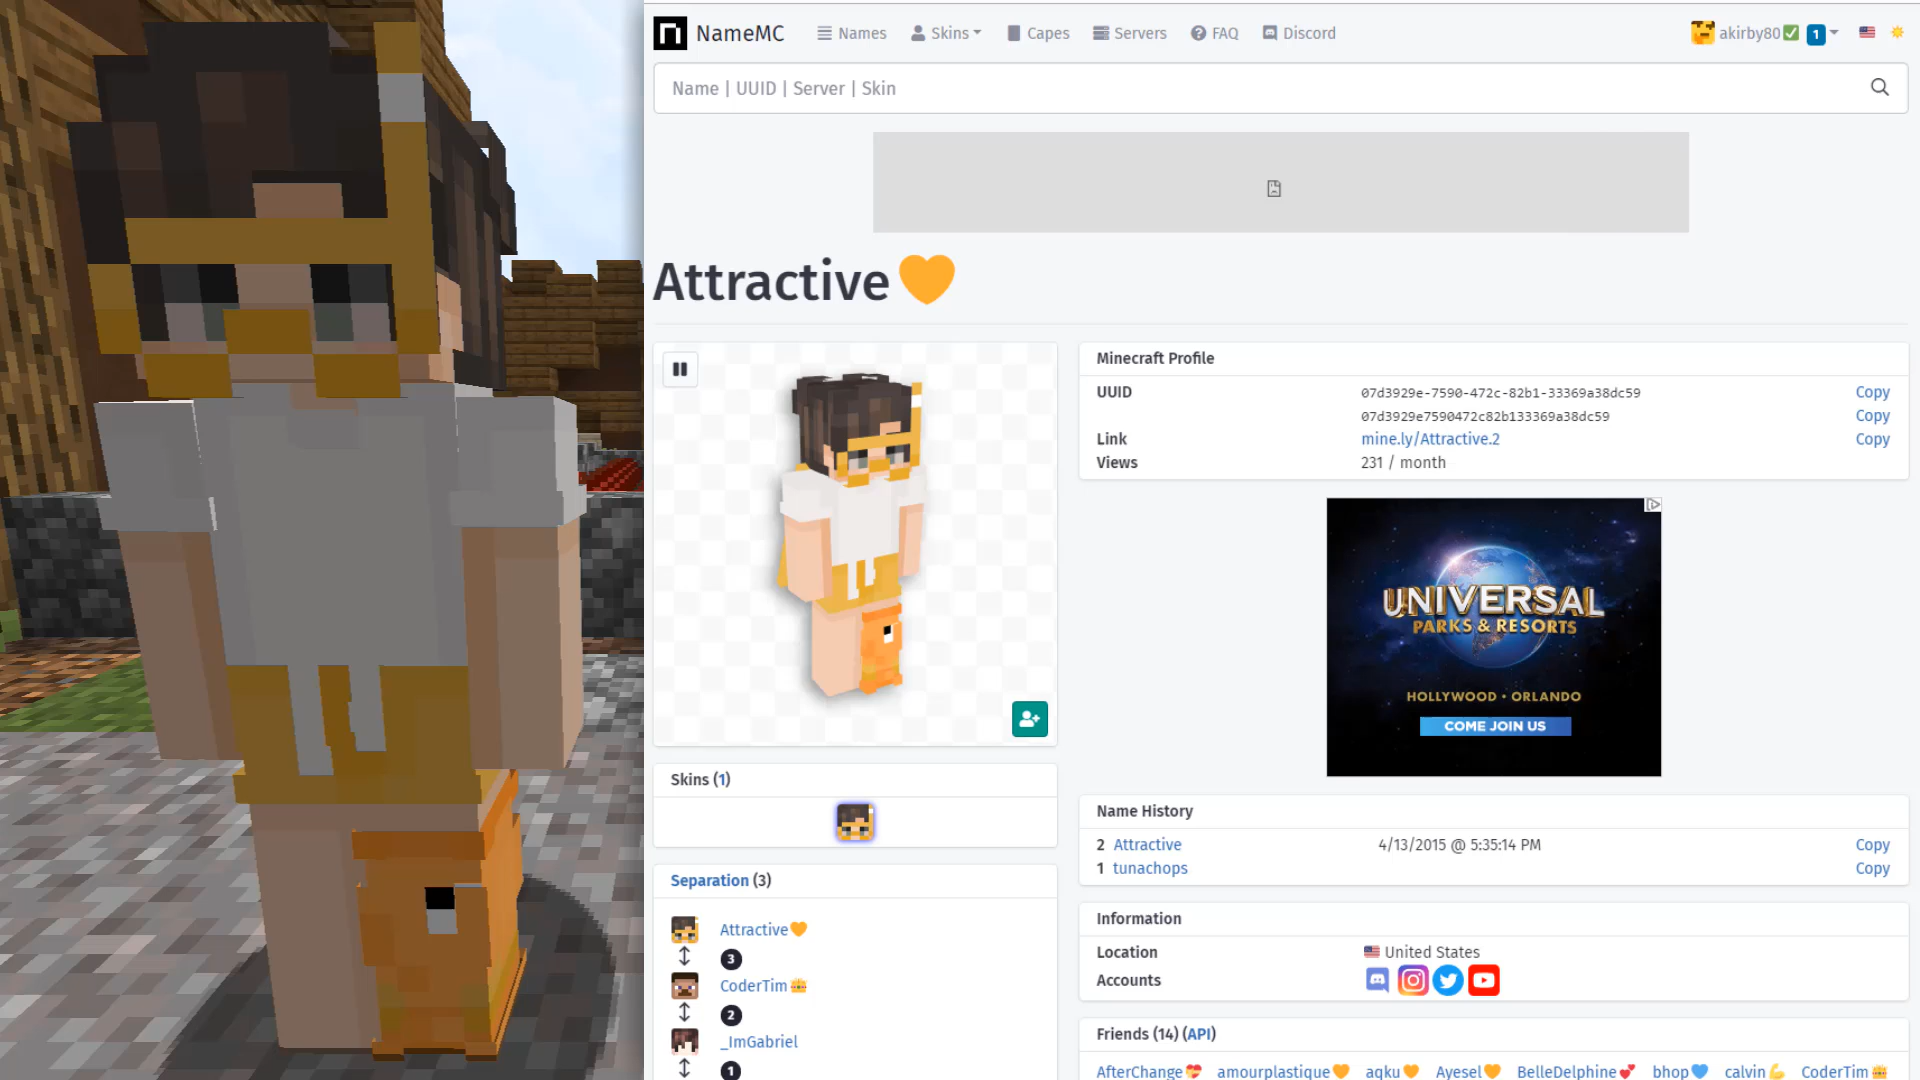 NameMC Names Skins Capes Servers FAQ Discord akirby80 1
Name | UUID | Server | Skin
Attractive
Minecraft Profile
UUID 07d3929e-7590-472c-82b1-33369a38dc59 Copy
07d3929e7590472c82b133369a38dc59 Copy
Link mine.ly/Attractive.2 Copy
Views 231 / month
UNIVERSAL
PARKS & RESORTS
HOLLYWOOD • ORLANDO
COME JOIN US
Skins (1)
Name History
2 Attractive 4/13/2015 @ 5:35:14 PM Copy
1 tunachops Copy
Separation (3)
Attractive
3
CoderTim
2
_ImGabriel
1
Information
Location United States
Accounts
Friends (14) (API)
AfterChange amourplastique aqku Ayesel BelleDelphine bhop calvin CoderTim